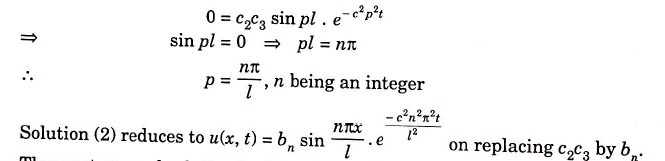 0 = c₂c₃ sin pl . e^{–c²p²t}
⇒ sin pl = 0 ⇒ pl = nπ
∴ p = nπ/l, n being an integer
Solution (2) reduces to u(x, t) = bₙ sin nπx/l . e^{–c²n²π²t/l²} on replacing c₂c₃ by bₙ.